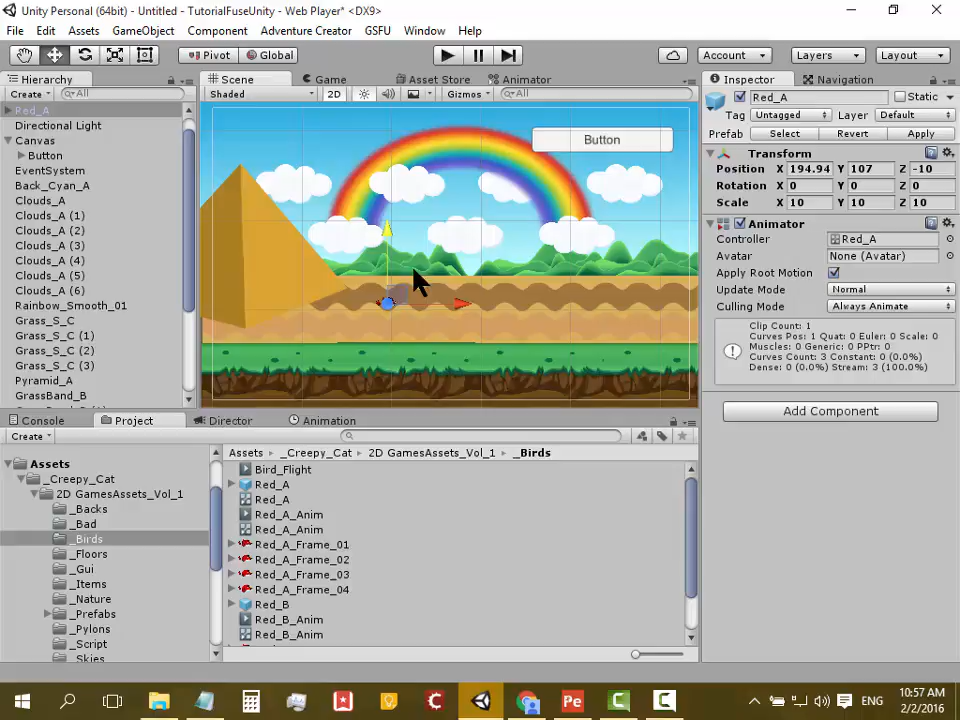 Unity Personal (64bit) - Untitled - TutorialFuseUnity - Web Player* <DX9>
File Edit Assets GameObject Component Adventure Creator GSFU Window Help
Pivot Global Account Layers Layout
Hierarchy Scene Game Asset Store Animator Inspector Navigation
Create All Shaded 2D Gizmos All Red_A Static
Red_A Tag Untagged Layer Default
Directional Light Prefab Select Revert Apply
Canvas Button Transform
Button Position X 194.94 Y 107 Z -10
EventSystem Rotation X 0 Y 0 Z 0
Back_Cyan_A Scale X 10 Y 10 Z 10
Clouds_A
Clouds_A (1) Animator
Clouds_A (2) Controller Red_A
Clouds_A (3) Avatar None (Avatar)
Clouds_A (4) Apply Root Motion
Clouds_A (5) Update Mode Normal
Clouds_A (6) Culling Mode Always Animate
Rainbow_Smooth_01 Clip Count: 1
Grass_S_C Curves Pos: 1 Quat: 0 Euler: 0 Scale: 0
Grass_S_C (1) Muscles: 0 Generic: 0 PPtr: 0
Grass_S_C (2) Curves Count: 3 Constant: 0 (0.0%)
Grass_S_C (3) Dense: 0 (0.0%) Stream: 3 (100.0%)
Pyramid_A
GrassBand_B Add Component
Console Project Director Animation
Create
Assets Assets _Creepy_Cat 2D GamesAssets_Vol_1 _Birds
_Creepy_Cat Bird_Flight
2D GamesAssets_Vol_1 Red_A
_Backs Red_A
_Bad Red_A_Anim
_Birds Red_A_Anim
_Floors Red_A_Frame_01
_Gui Red_A_Frame_02
_Items Red_A_Frame_03
_Nature Red_A_Frame_04
_Prefabs Red_B
_Pylons Red_B_Anim
_Script Red_B_Anim
_Skies
ENG 10:57 AM
2/2/2016